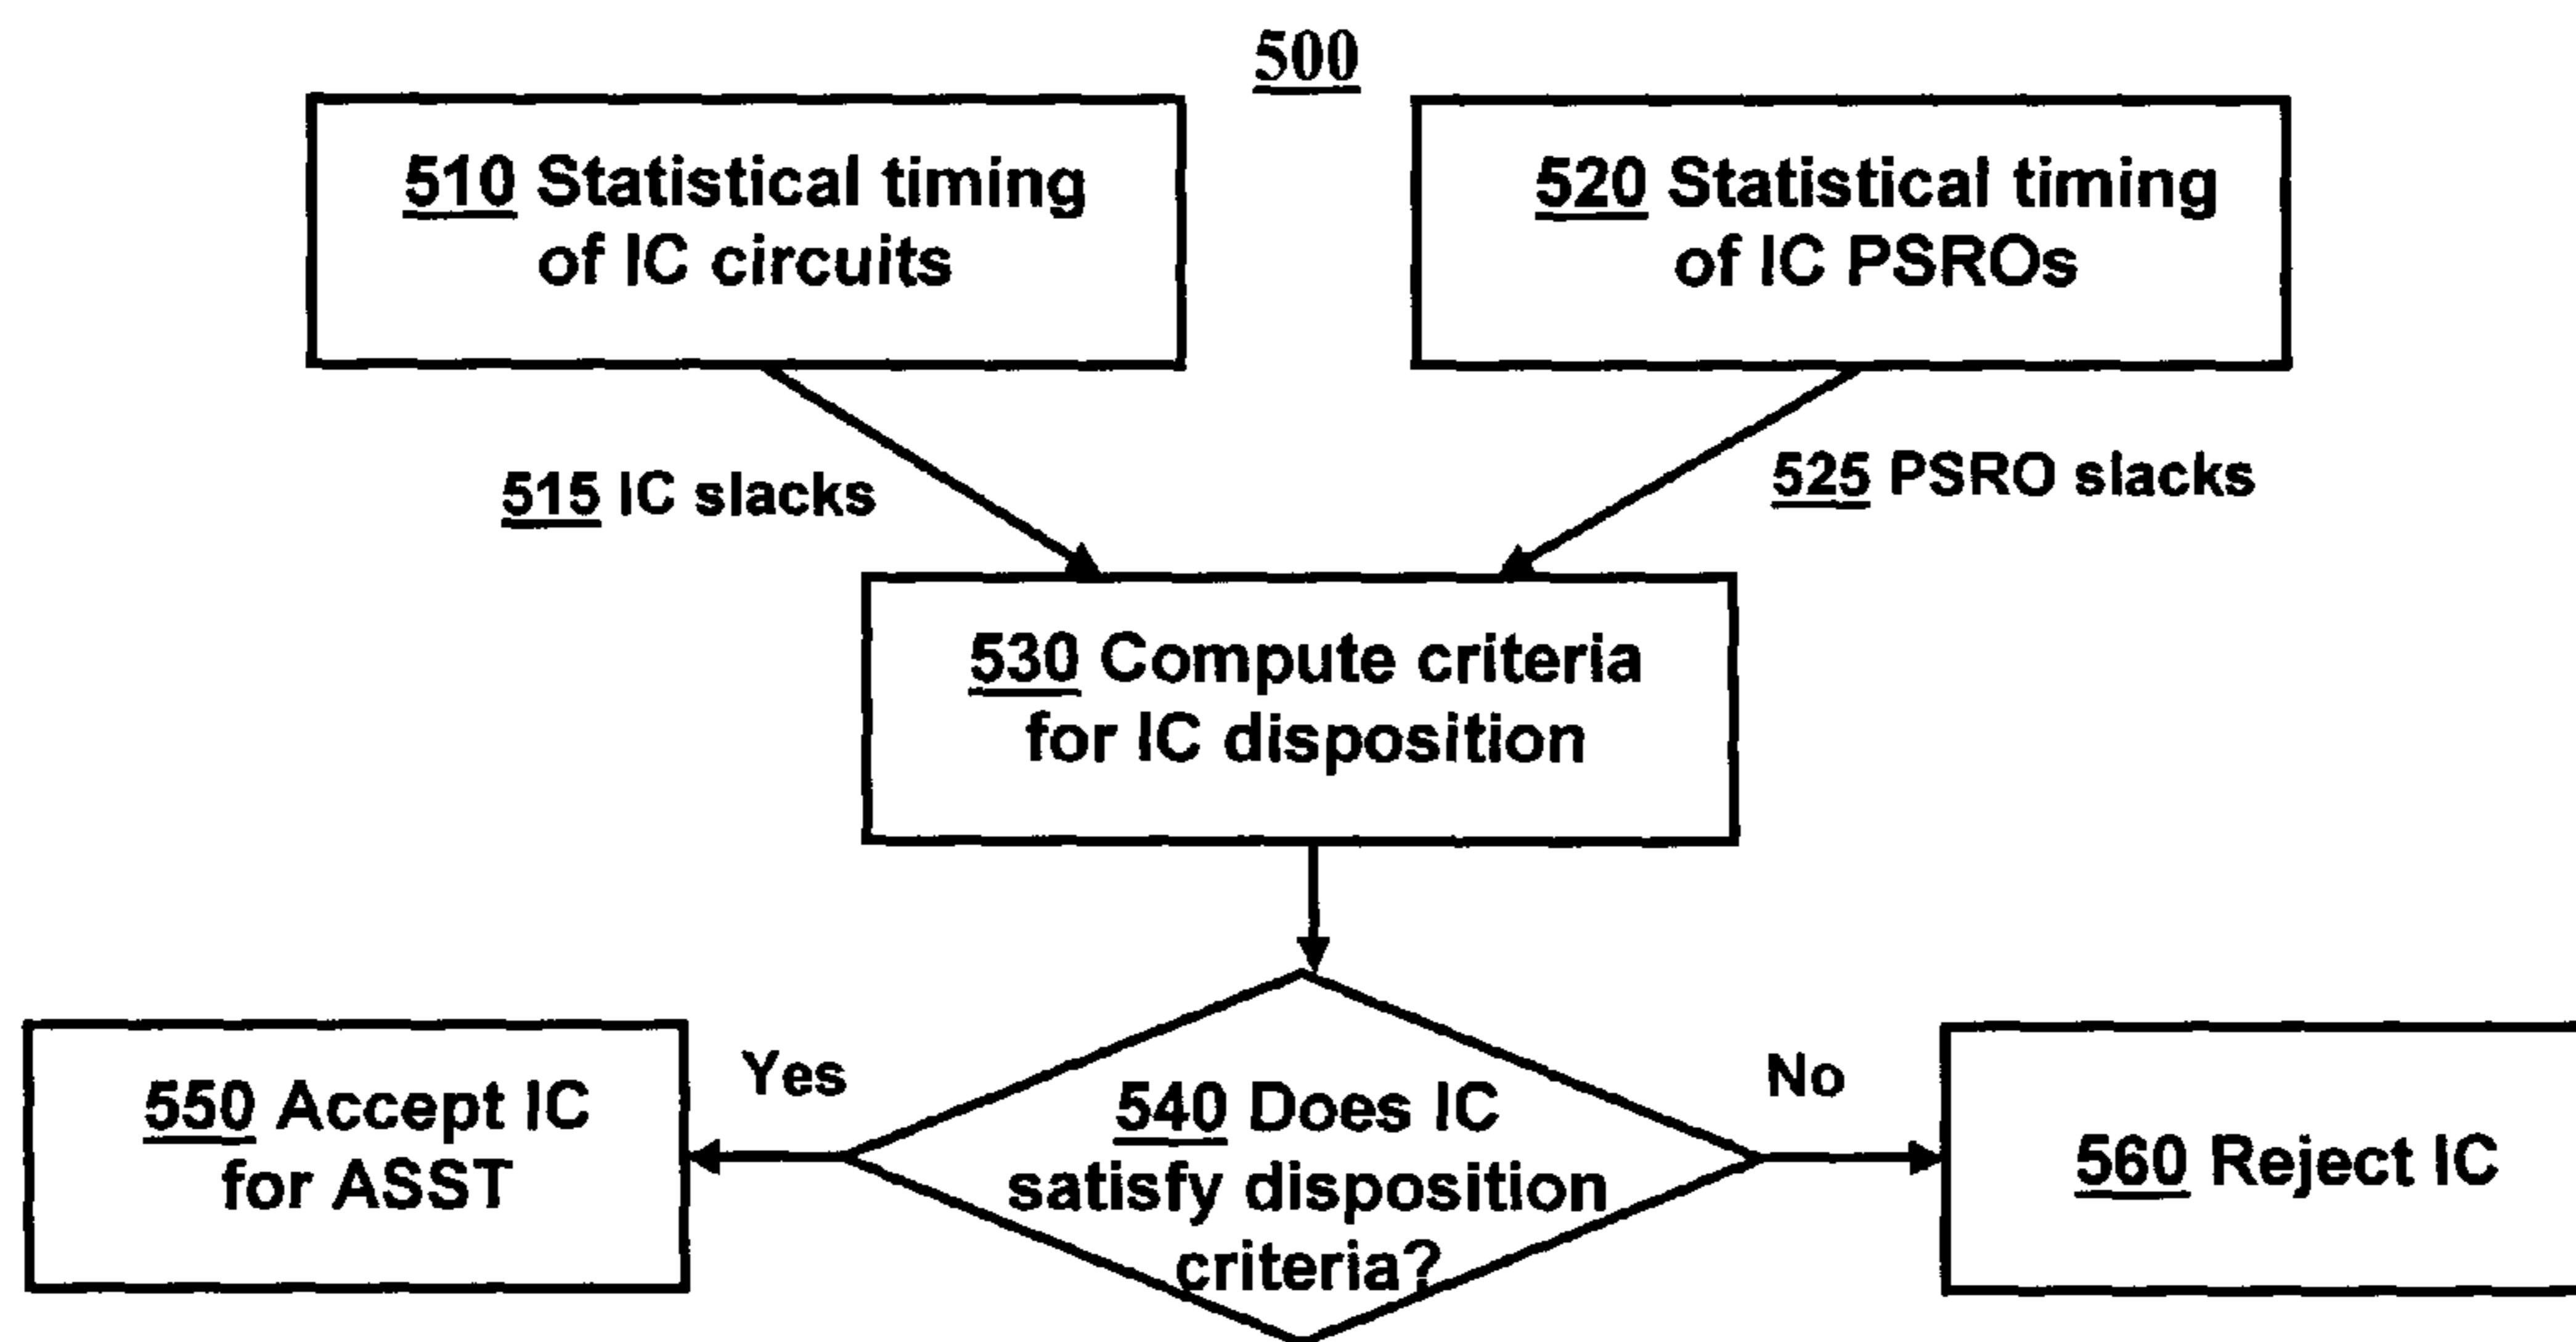 500
510 Statistical timing
of IC circuits
520 Statistical timing
of IC PSROs
515 IC slacks
525 PSRO slacks
530 Compute criteria
for IC disposition
Yes
No
550 Accept IC
for ASST
540 Does IC
satisfy disposition
criteria?
560 Reject IC